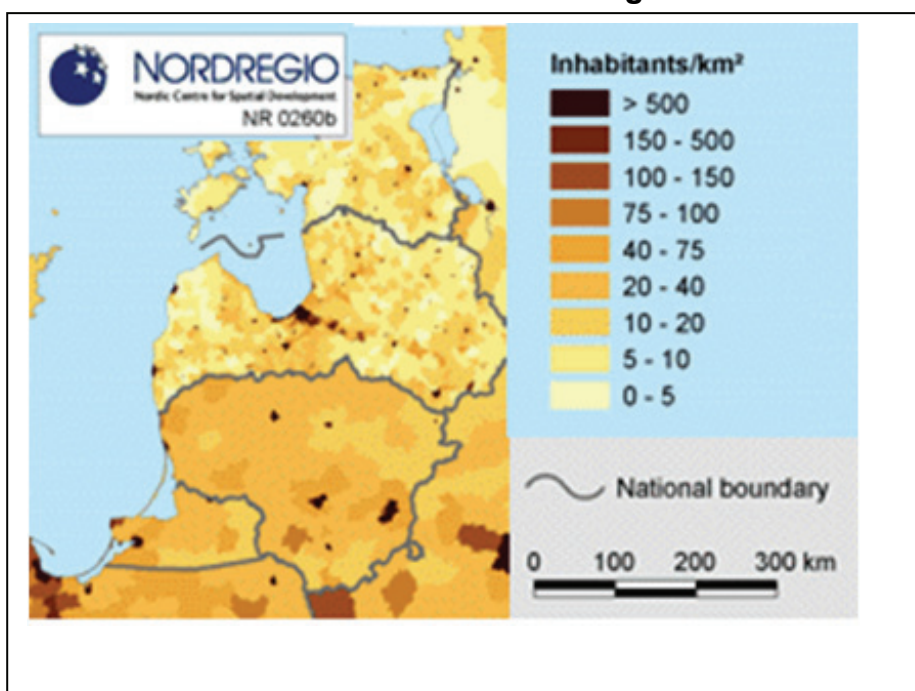 NORDREGIO
Nordic Centre for Spatial Development
NR 0260b
Inhabitants/km²
> 500
150 - 500
100 - 150
75 - 100
40 - 75
20 - 40
10 - 20
5 - 10
0 - 5
National boundary
0 100 200 300 km